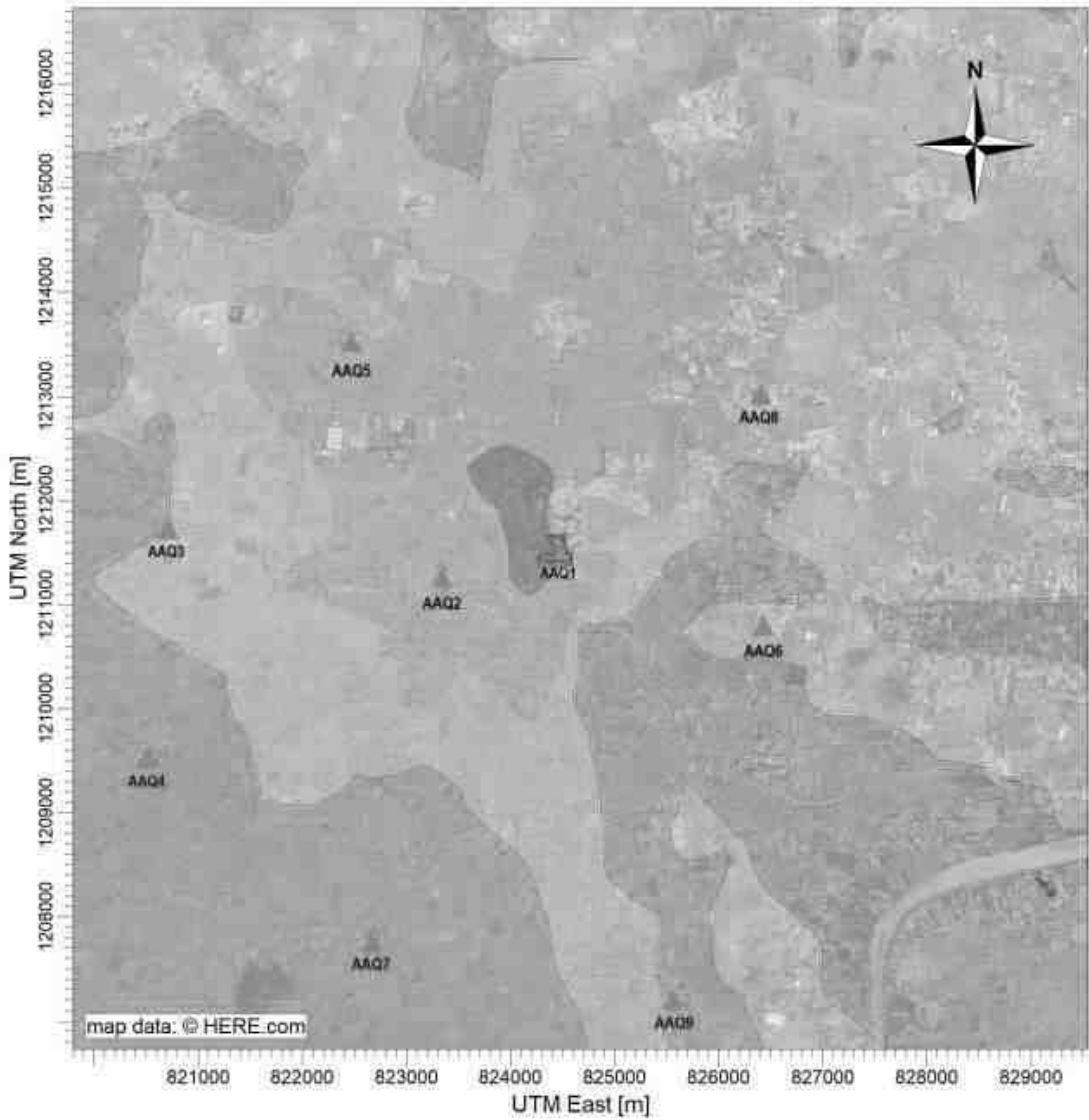 N
1216000
1215000
1214000
1213000
1212000
1211000
1210000
1209000
1208000
UTM North [m]
AAQ5
AAQ8
AAQ3
AAQ1
AAQ2
AAQ6
AAQ4
AAQ7
AAQ9
map data: © HERE.com
821000 822000 823000 824000 825000 826000 827000 828000 829000
UTM East [m]